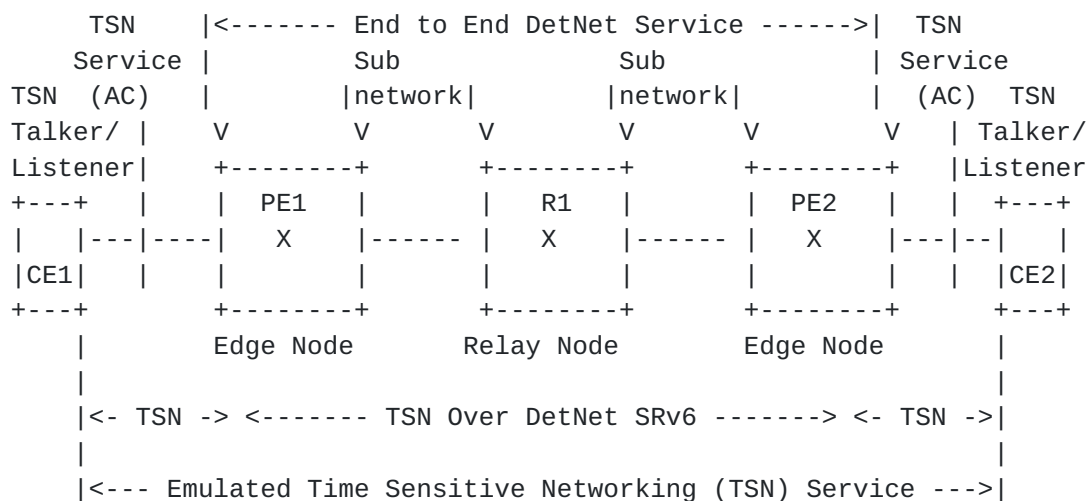 TSN |<------- End to End DetNet Service ------>| TSN
Service | Sub Sub | Service
TSN (AC) | |network| |network| | (AC) TSN
Talker/ | V V V V V V | Talker/
Listener| +--------+ +--------+ +--------+ |Listener
+---+ | | PE1 | | R1 | | PE2 | | +---+
| |---|----| X |------ | X |------ | X |---|--| |
|CE1| | | | | | | | | |CE2|
+---+ +--------+ +--------+ +--------+ +---+
| Edge Node Relay Node Edge Node |
| |
|<- TSN -> <------- TSN Over DetNet SRv6 -------> <- TSN ->|
| |
|<--- Emulated Time Sensitive Networking (TSN) Service --->|